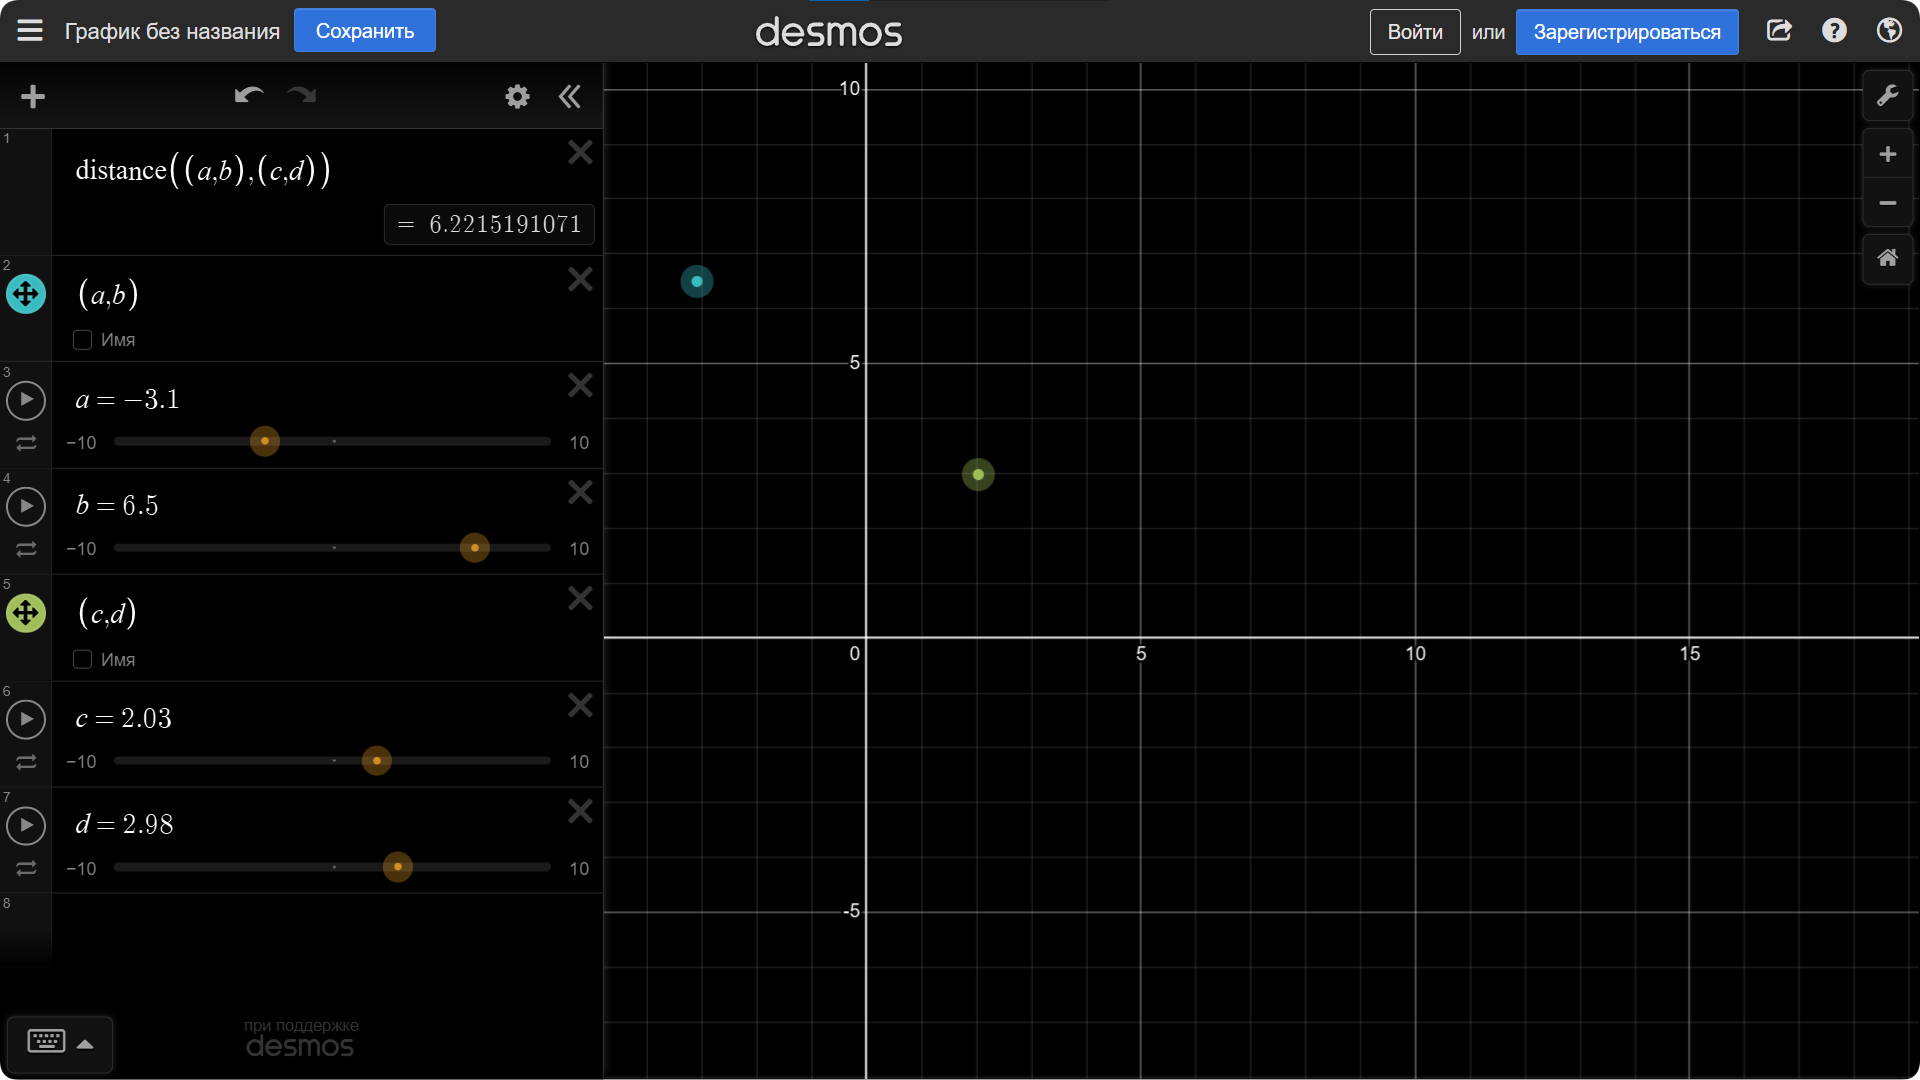 График без названия
Сохранить
desmos
Войти
или
Зарегистрироваться
1
distance((a,b),(c,d))
= 6.2215191071
2
(a,b)
Имя
3
a=−3.1
−10
10
4
b=6.5
−10
10
5
(c,d)
Имя
6
c=2.03
−10
10
7
d=2.98
−10
10
8
при поддержке
desmos
10
5
0
5
10
15
-5